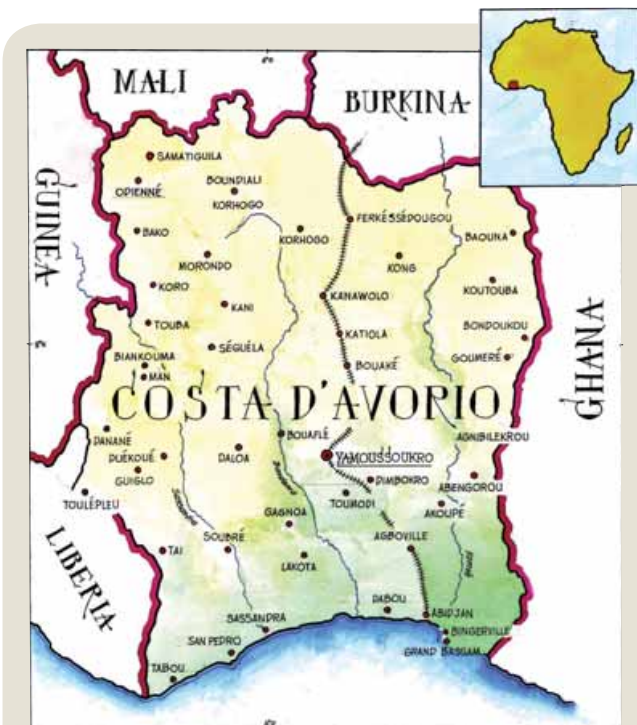 MALI
BURKINA
GUINEA
SAMATIGUILA
ODIENNÉ
BOUNDIALI
KORHOGO
FERKÉSSÉDOUGOU
BAKO
KORHOGO
BAOUNA
MORONDO
KONG
KORO
KANAWOLO
KOUTOUBA
KANI
TOUBA
KATIOLA
BONDOUKOU
SÉGUÉLA
BIANKOUMA
BOUAKÉ
GOUMERÉ
MAN
GHANA
COSTA D'AVORIO
DANANÉ
BOUAFLÉ
AGNIBILEKROU
DUÉKOUÉ
DALOA
YAMOUSSOUKRO
GUIGLO
DIMBOKRO
ABENGOROU
TOULÉPLEU
TOUMODI
AKOUPÉ
GAGNOA
LIBERIA
TAI
SOUBRÉ
AGBOVILLE
LAKOTA
DABOU
ABIDJAN
SASSANDRA
BINGERVILLE
SAN PEDRO
GRAND BASSAM
TABOU